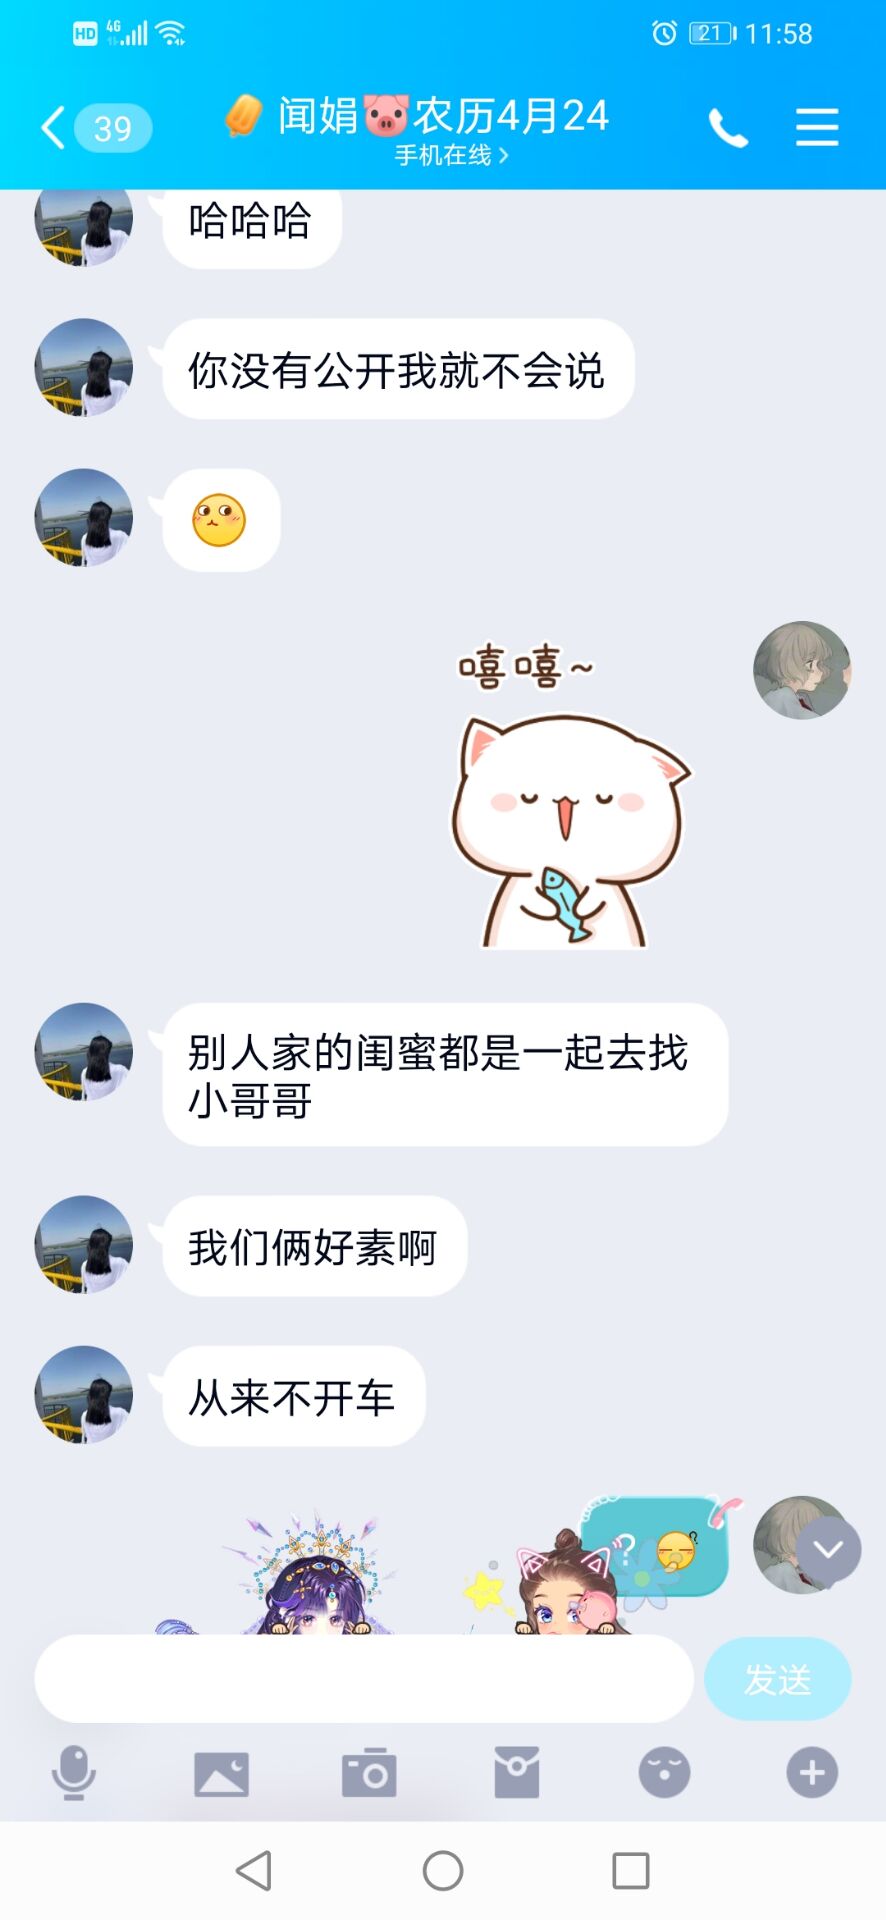 HD 4G 21 11:58
39 闻娟🐷农历4月24
手机在线
哈哈哈
你没有公开我就不会说
嘻嘻~
别人家的闺蜜都是一起去找
小哥哥
我们俩好素啊
从来不开车
?
发送